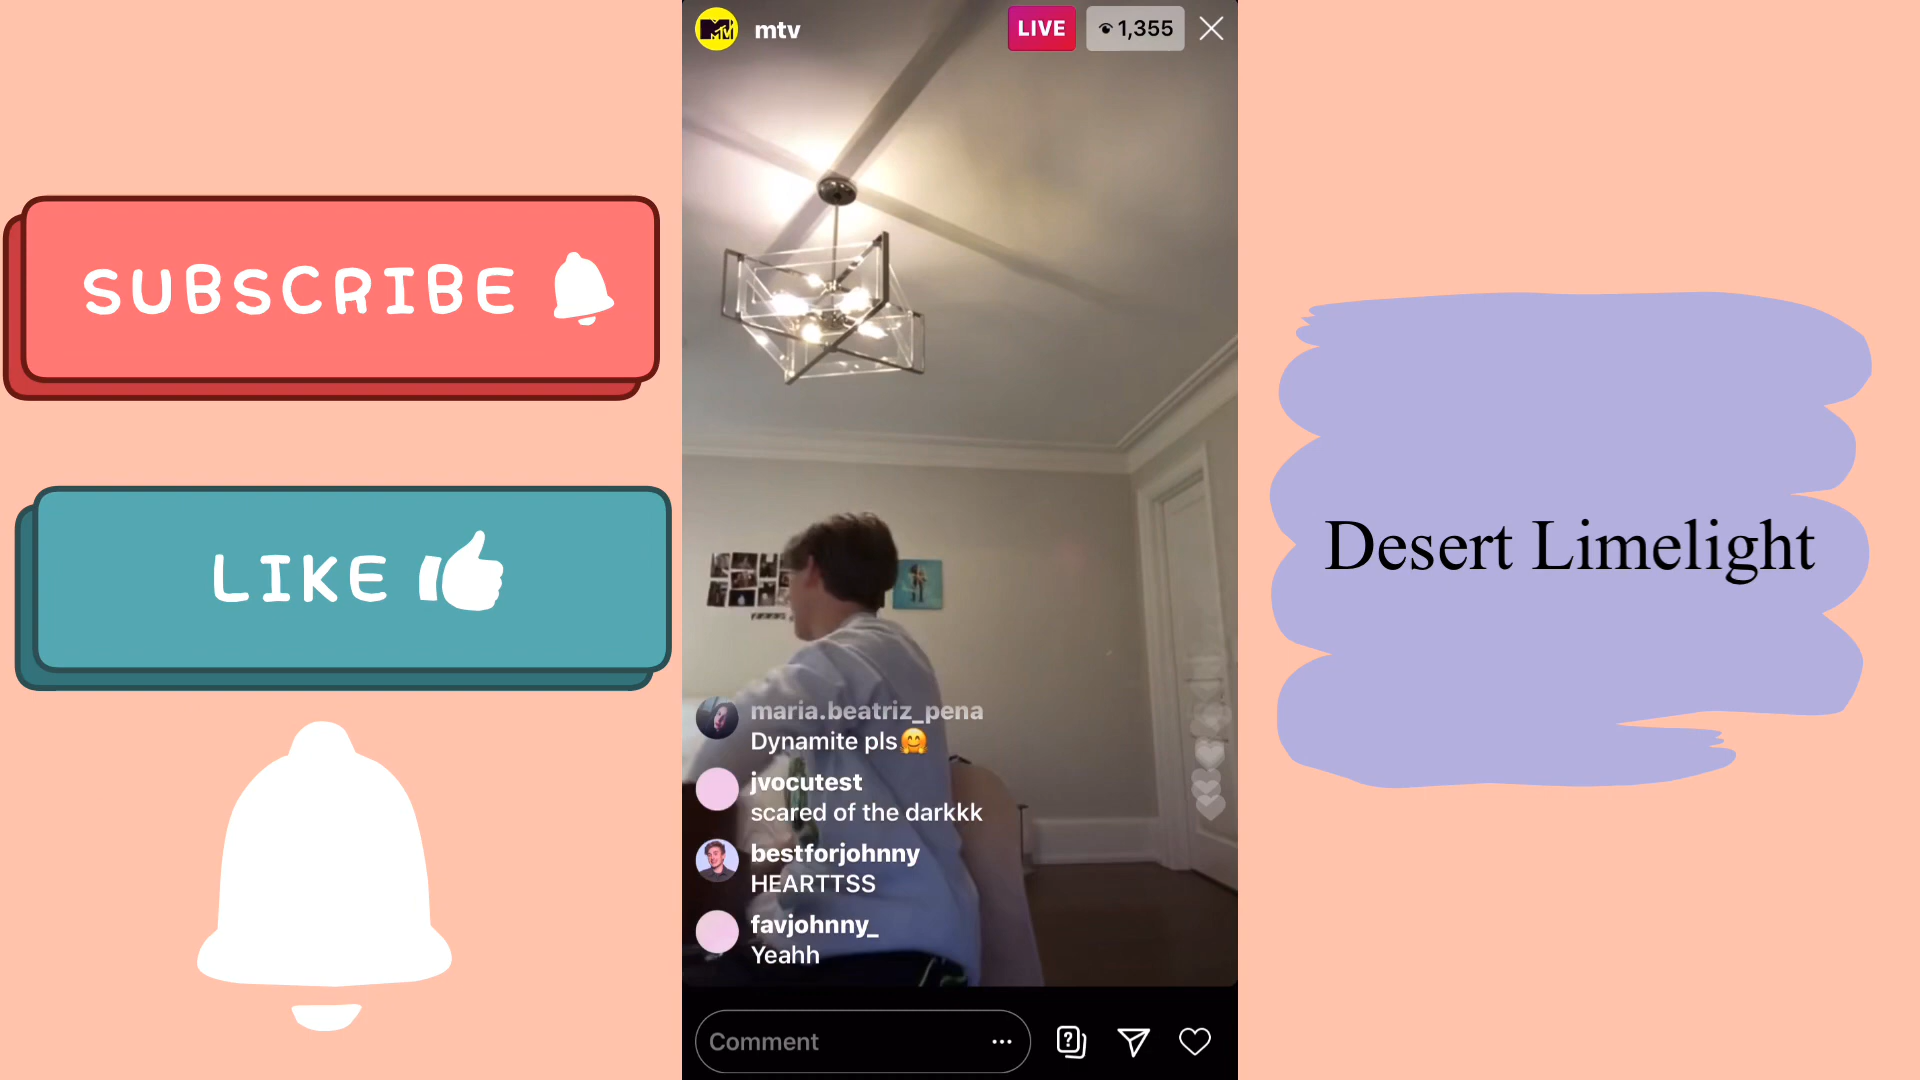 mtv
LIVE
1,355
SUBSCRIBE
LIKE
Desert Limelight
maria.beatriz_pena
Dynamite pls🤗
jvocutest
scared of the darkkk
bestforjohnny
HEARTTSS
favjohnny_
Yeahh
Comment